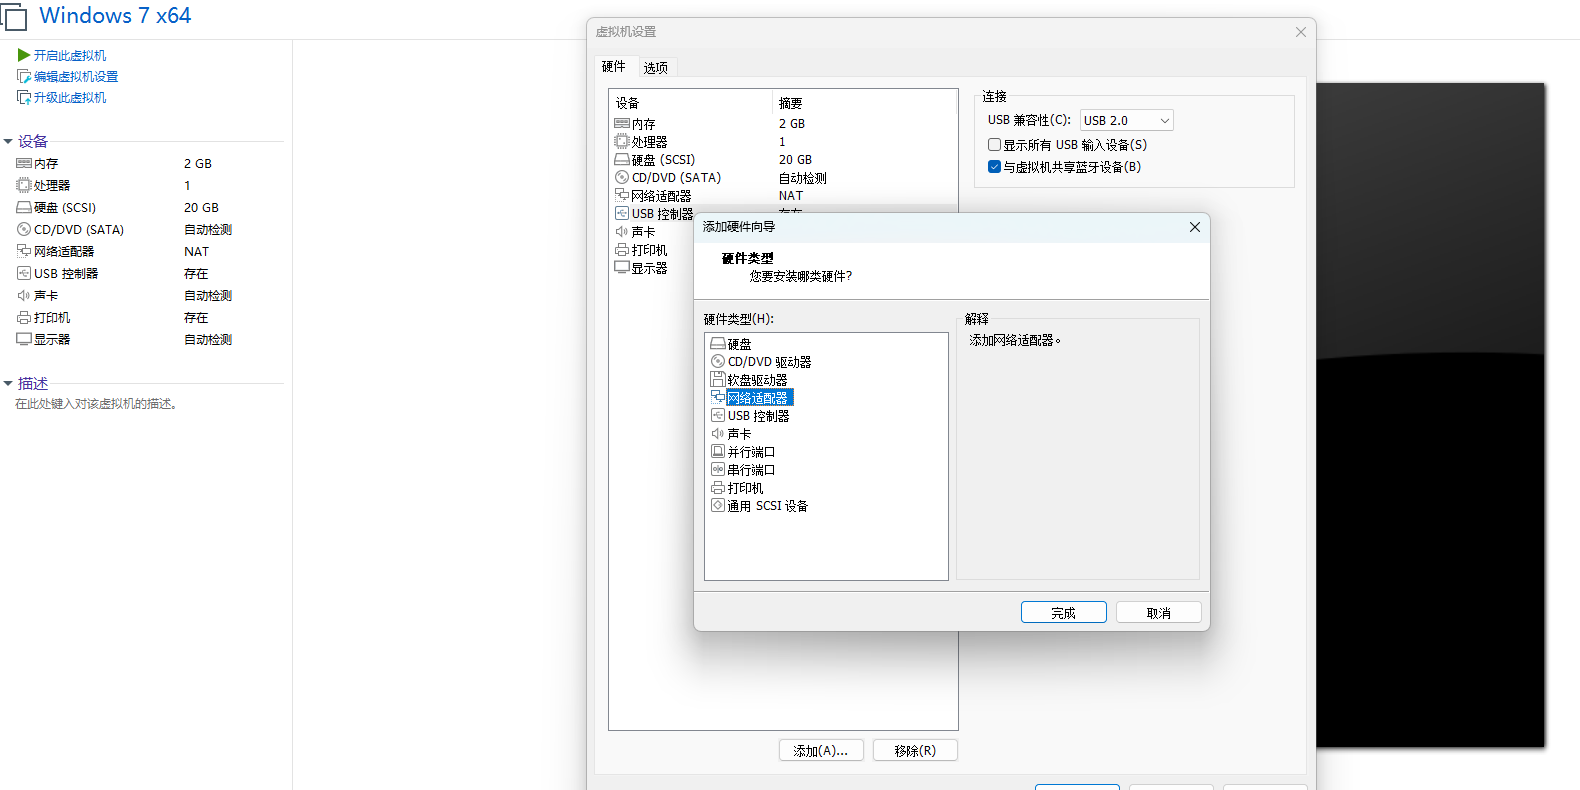 Windows 7 x64
开启此虚拟机
编辑虚拟机设置
升级此虚拟机
设备
内存 2 GB
处理器 1
硬盘 (SCSI) 20 GB
CD/DVD (SATA) 自动检测
网络适配器 NAT
USB 控制器 存在
声卡 自动检测
打印机 存在
显示器 自动检测
描述
在此处键入对该虚拟机的描述。
虚拟机设置
硬件 选项
设备 摘要
内存 2 GB
处理器 1
硬盘 (SCSI) 20 GB
CD/DVD (SATA) 自动检测
网络适配器 NAT
USB 控制器
声卡
打印机
显示器
连接
USB 兼容性(C): USB 2.0
显示所有 USB 输入设备(S)
与虚拟机共享蓝牙设备(B)
添加硬件向导
硬件类型
您要安装哪类硬件?
硬件类型(H):
硬盘
CD/DVD 驱动器
软盘驱动器
网络适配器
USB 控制器
声卡
并行端口
串行端口
打印机
通用 SCSI 设备
解释
添加网络适配器。
完成 取消
添加(A)... 移除(R)